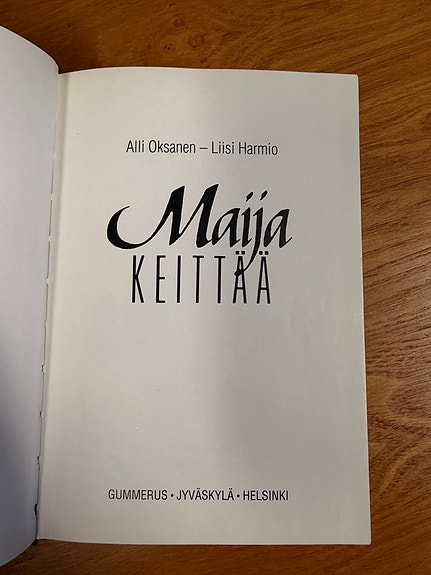 Alli Oksanen – Liisi Harmio
Maija
KEITTÄÄ
GUMMERUS • JYVÄSKYLÄ • HELSINKI